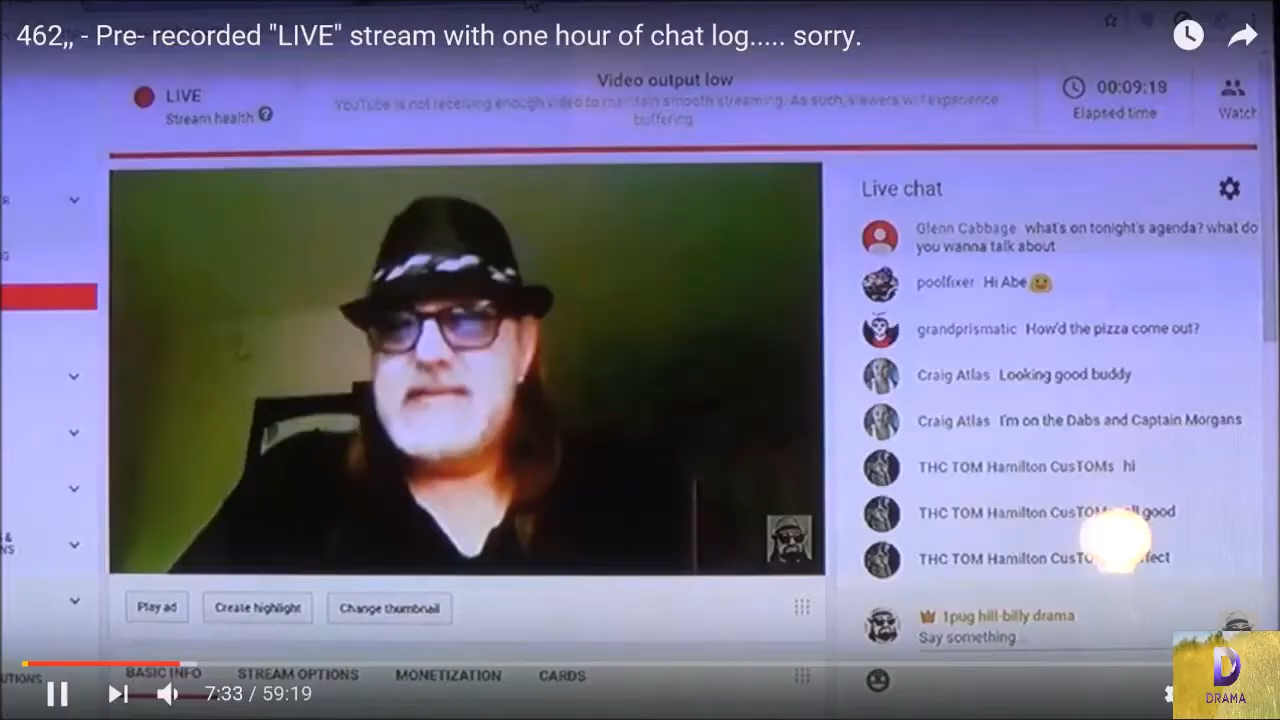 462,, - Pre- recorded "LIVE" stream with one hour of chat log..... sorry.
LIVE
Stream health
Video output low
YouTube is not receiving enough video to maintain smooth streaming. As such, viewers will experience
buffering
00:09:18
Elapsed time
Watch
Live chat
Glenn Cabbage what's on tonight's agenda? what do
you wanna talk about
poolfixer Hi Abe
grandprismatic How'd the pizza come out?
Craig Atlas Looking good buddy
Craig Atlas I'm on the Dabs and Captain Morgans
THC TOM Hamilton CusTOMs hi
THC TOM Hamilton CusTOMs all good
THC TOM Hamilton
1pug hill-billy drama
Say something...
Play ad
Create highlight
Change thumbnail
BASIC INFO
STREAM OPTIONS
MONETIZATION
CARDS
7:33 / 59:19
D
DRAMA